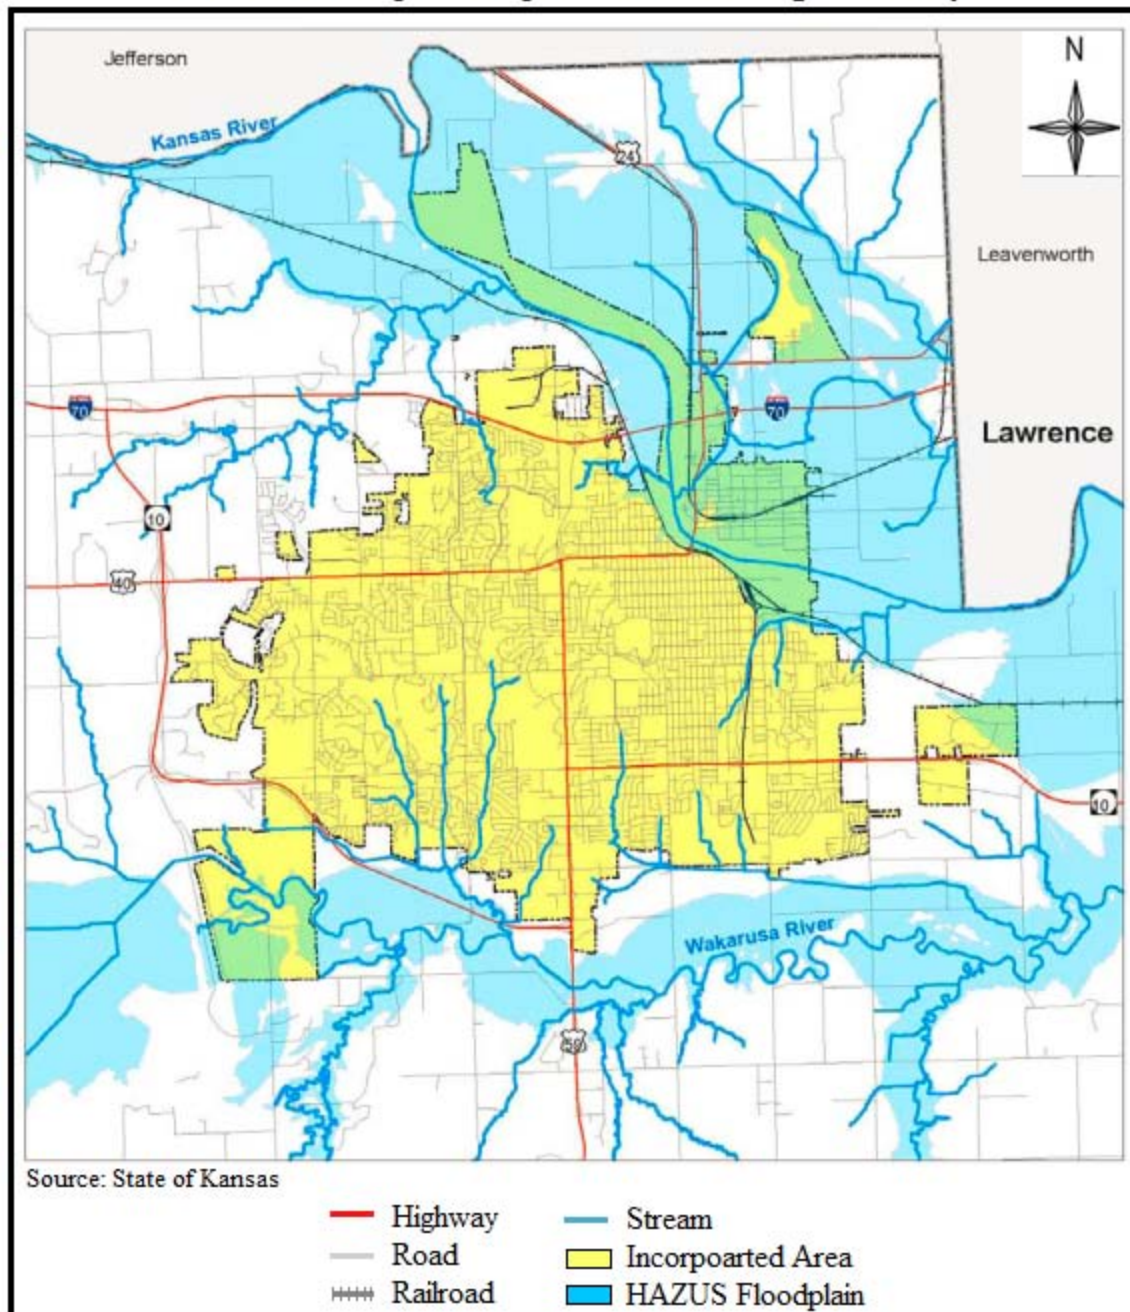 Jefferson
N
Kansas River
24
Leavenworth
70
70
Lawrence
10
40
10
Wakarusa River
Source: State of Kansas
Highway
Stream
Road
Incorpoarted Area
Railroad
HAZUS Floodplain